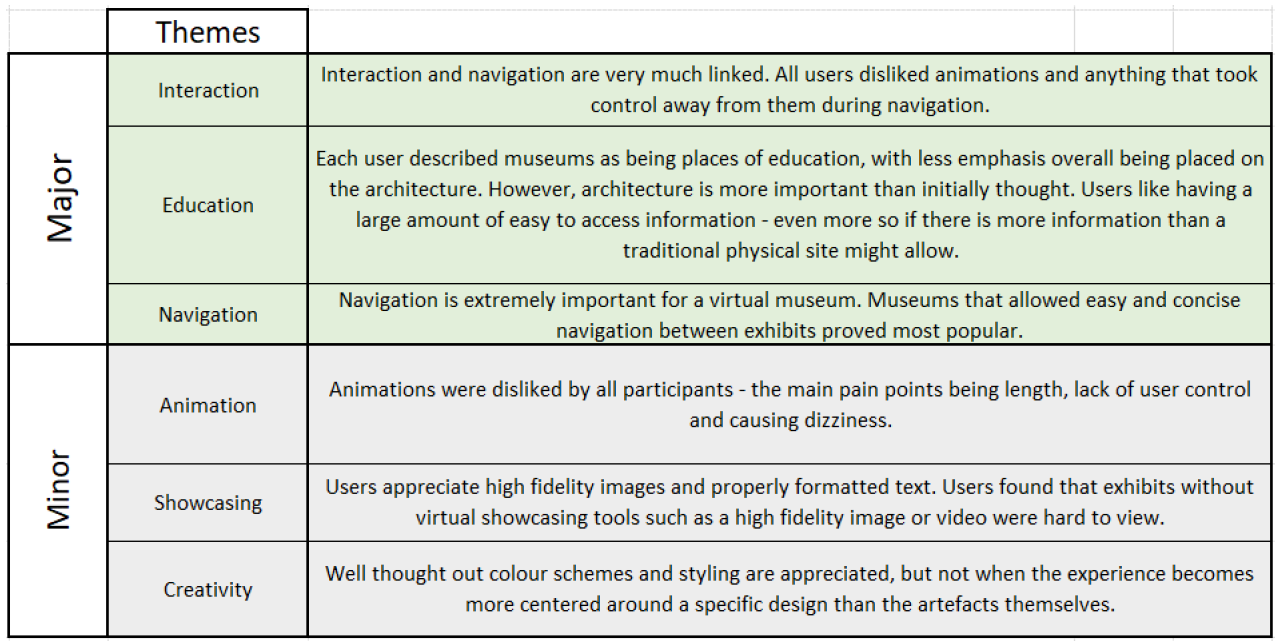 Themes
Major
Interaction
Interaction and navigation are very much linked. All users disliked animations and anything that took
control away from them during navigation.
Education
Each user described museums as being places of education, with less emphasis overall being placed on
the architecture. However, architecture is more important than initially thought. Users like having a
large amount of easy to access information - even more so if there is more information than a
traditional physical site might allow.
Navigation
Navigation is extremely important for a virtual museum. Museums that allowed easy and concise
navigation between exhibits proved most popular.
Minor
Animation
Animations were disliked by all participants - the main pain points being length, lack of user control
and causing dizziness.
Showcasing
Users appreciate high fidelity images and properly formatted text. Users found that exhibits without
virtual showcasing tools such as a high fidelity image or video were hard to view.
Creativity
Well thought out colour schemes and styling are appreciated, but not when the experience becomes
more centered around a specific design than the artefacts themselves.